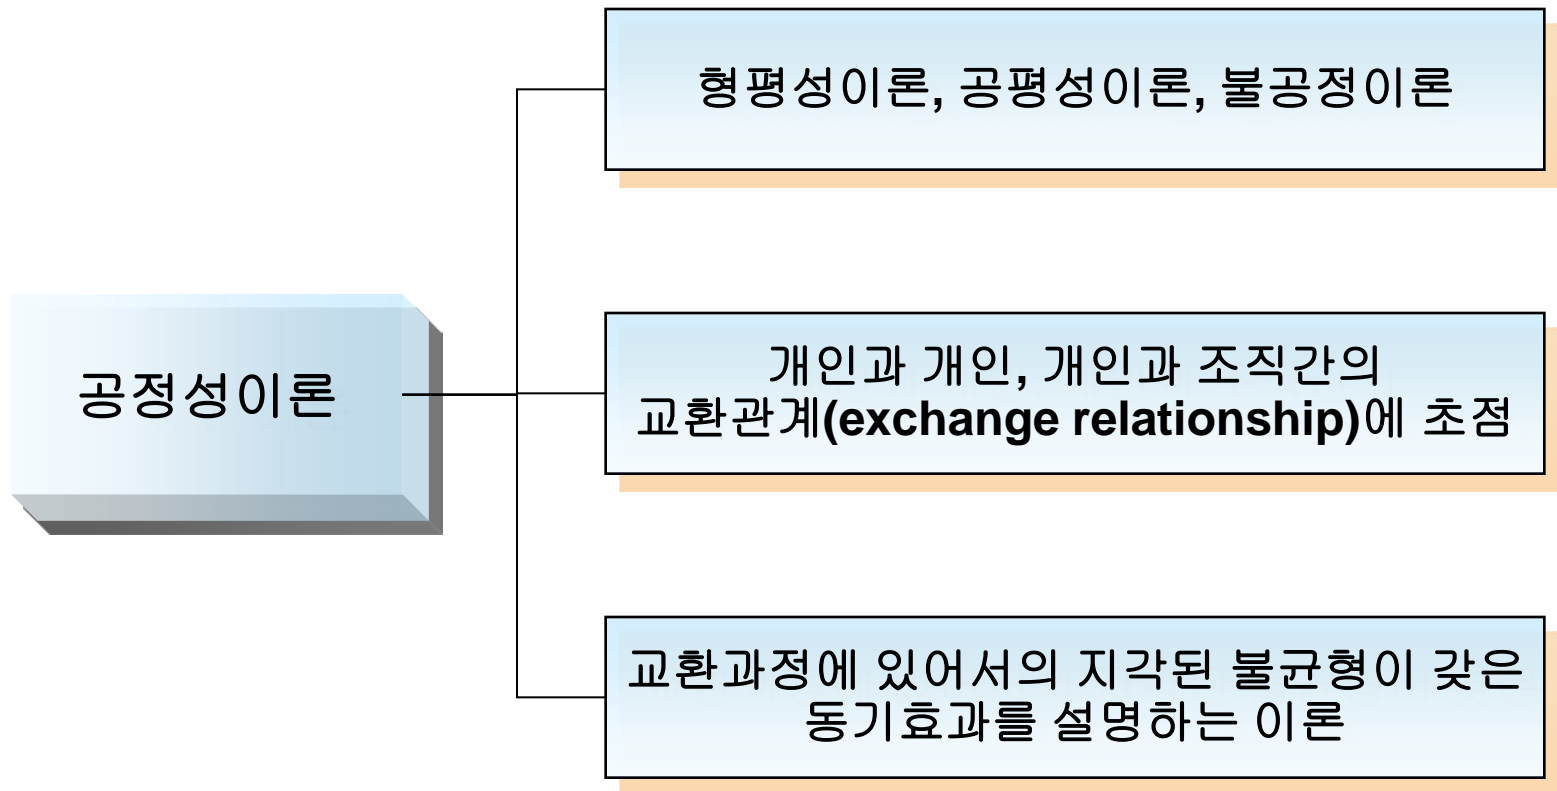 형평성이론, 공평성이론, 불공정이론
공정성이론
개인과 개인, 개인과 조직간의
교환관계(exchange relationship)에 초점
교환과정에 있어서의 지각된 불균형이 갖은
동기효과를 설명하는 이론